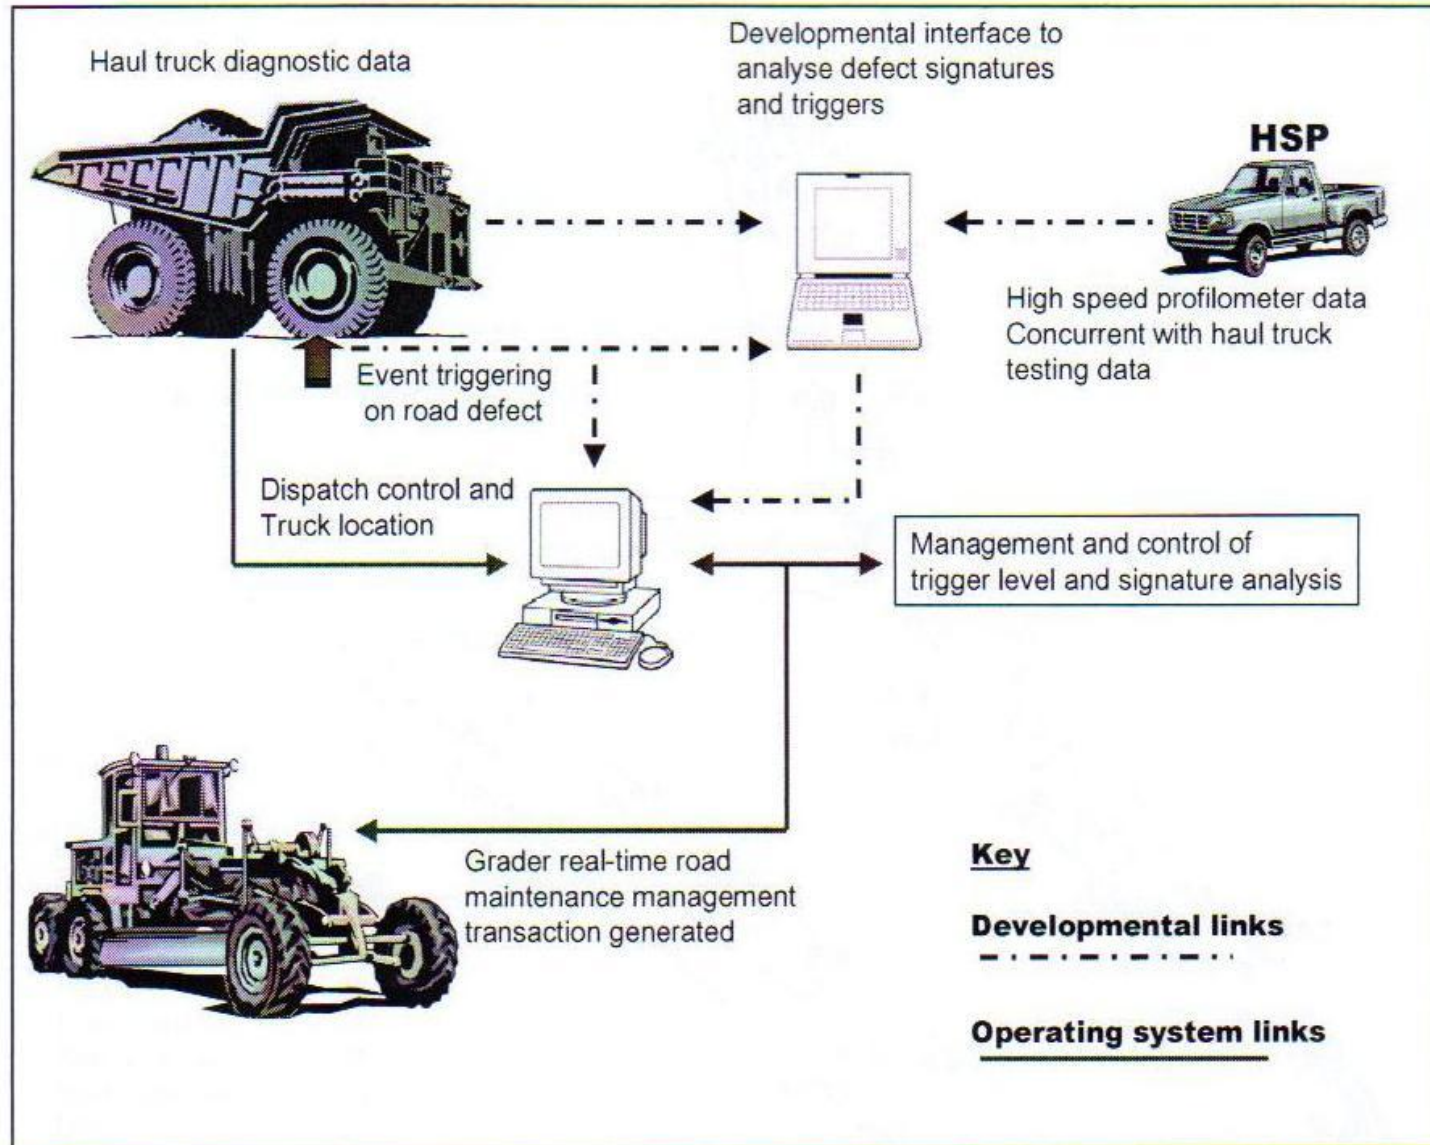 Haul truck diagnostic data
Developmental interface to
analyse defect signatures
and triggers
HSP
High speed profilometer data
Concurrent with haul truck
testing data
Event triggering
on road defect
Dispatch control and
Truck location
Management and control of
trigger level and signature analysis
Grader real-time road
maintenance management
transaction generated
Key
Developmental links
Operating system links